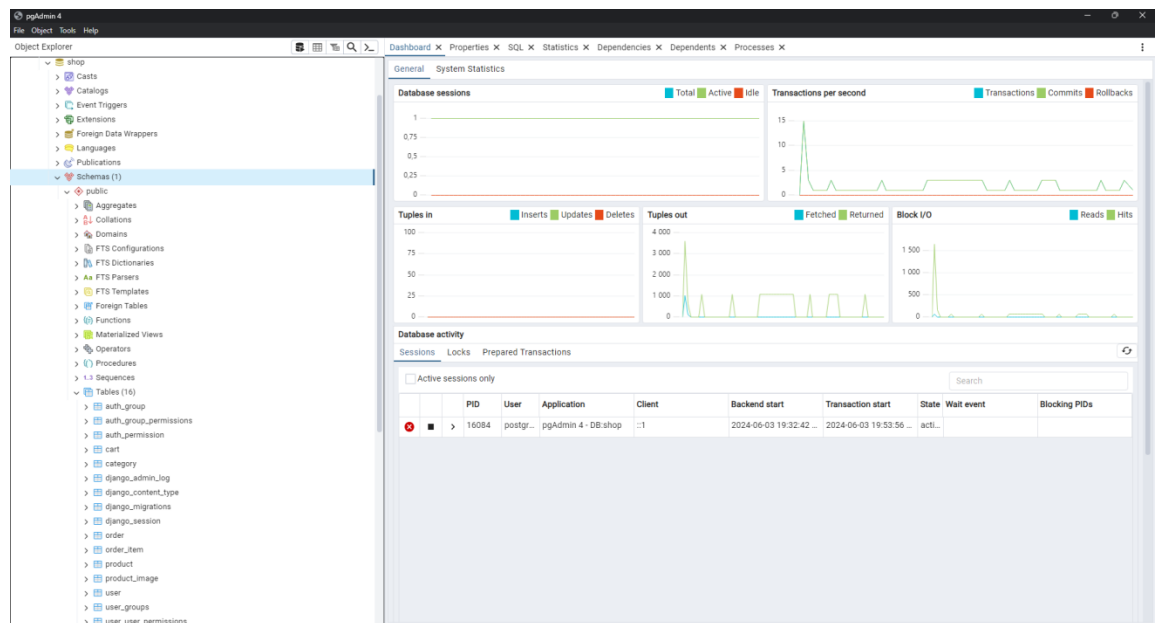 pgAdmin 4
File Object Tools Help
Object Explorer
shop
Casts
Catalogs
Event Triggers
Extensions
Foreign Data Wrappers
Languages
Publications
Schemas (1)
public
Aggregates
Collations
Domains
FTS Configurations
FTS Dictionaries
Aa FTS Parsers
FTS Templates
Foreign Tables
Functions
Materialized Views
Operators
Procedures
1..3 Sequences
Tables (16)
auth_group
auth_group_permissions
auth_permission
cart
category
django_admin_log
django_content_type
django_migrations
django_session
order
order_item
product
product_image
user
user_groups
user_user_permissions
Dashboard Properties SQL Statistics Dependencies Dependents Processes
General System Statistics
Database sessions Total Active Idle
1
0,75
0,5
0,25
0
Transactions per second Transactions Commits Rollbacks
15
10
5
0
Tuples in Inserts Updates Deletes
100
75
50
25
0
Tuples out Fetched Returned
4 000
3 000
2 000
1 000
0
Block I/O Reads Hits
1 500
1 000
500
0
Database activity
Sessions Locks Prepared Transactions
Active sessions only Search
PID User Application Client Backend start Transaction start State Wait event Blocking PIDs
16084 postgr... pgAdmin 4 - DB:shop ::1 2024-06-03 19:32:42 ... 2024-06-03 19:53:56 ... acti...